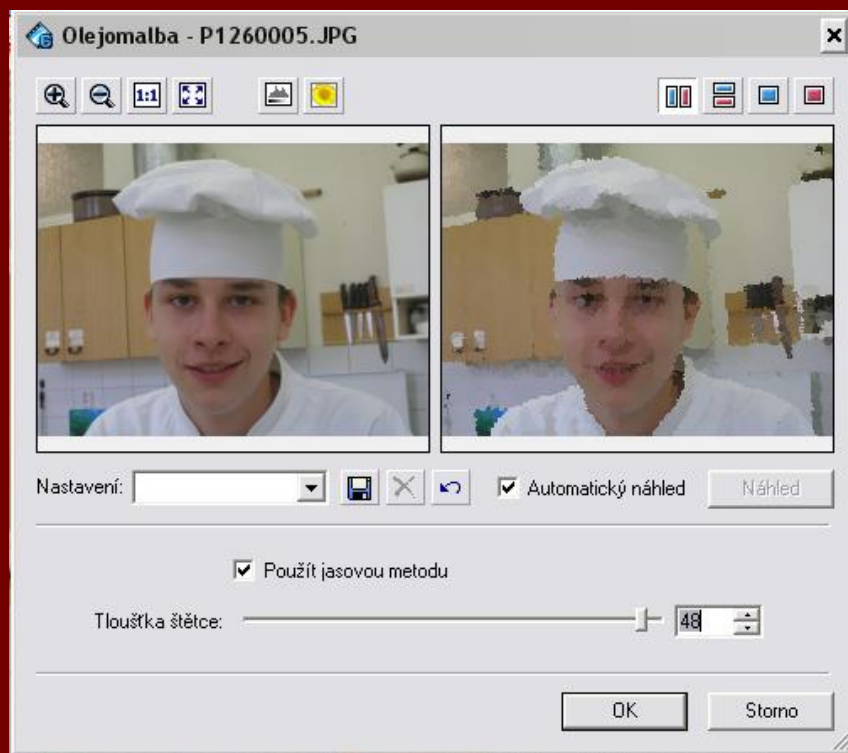 Olejomalba - P1260005.JPG
1:1
Nastavení:
Automatický náhled
Náhled
Použít jasovou metodu
Tloušťka štětce:
48
OK
Storno